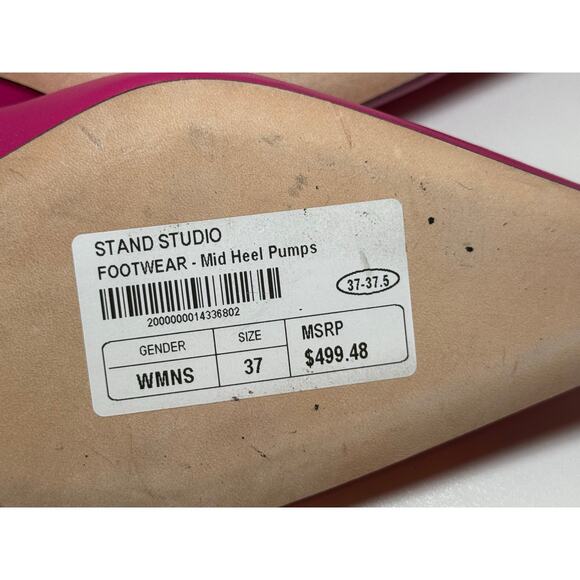 STAND STUDIO
FOOTWEAR - Mid Heel Pumps
37-37.5
2000000014336802
GENDER SIZE MSRP
WMNS 37 $499.48